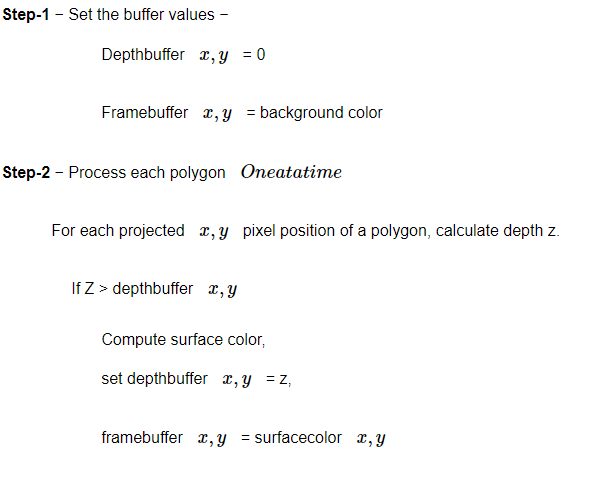 Step-1 − Set the buffer values −
Depthbuffer x, y = 0
Framebuffer x, y = background color
Step-2 − Process each polygon Oneatatime
For each projected x, y pixel position of a polygon, calculate depth z.
If Z > depthbuffer x, y
Compute surface color,
set depthbuffer x, y = z,
framebuffer x, y = surfacecolor x, y